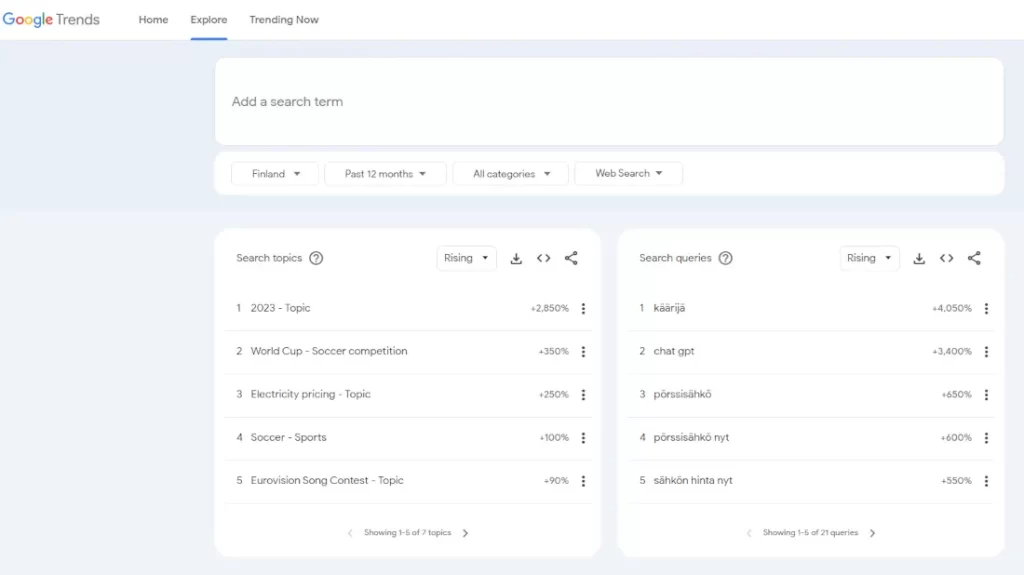 Google Trends Home Explore Trending Now
Add a search term
Finland Past 12 months All categories Web Search
Search topics Rising
1 2023 - Topic +2,850%
2 World Cup - Soccer competition +350%
3 Electricity pricing - Topic +250%
4 Soccer - Sports +100%
5 Eurovision Song Contest - Topic +90%
Showing 1-5 of 7 topics
Search queries Rising
1 käärijä +4,050%
2 chat gpt +3,400%
3 pörssisähkö +650%
4 pörssisähkö nyt +600%
5 sähkön hinta nyt +550%
Showing 1-5 of 21 queries